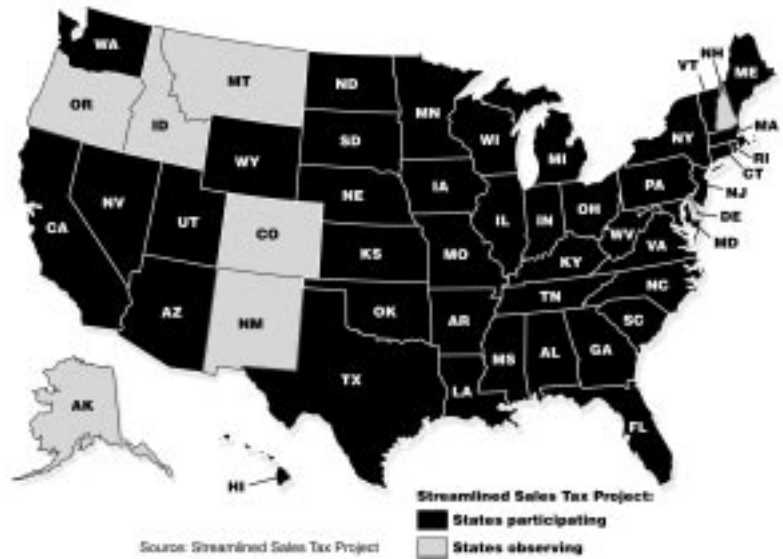 WA
MT
ND
MN
VT
NH
ME
OR
ID
SD
WI
MI
NY
MA
RI
CT
WY
IA
PA
NJ
NV
NE
IL
IN
OH
DE
MD
CA
UT
CO
KS
MO
WV
VA
KY
AZ
NM
OK
AR
TN
NC
SC
TX
LA
MS
AL
GA
AK
FL
HI
Streamlined Sales Tax Project:
States participating
States observing
Source: Streamlined Sales Tax Project